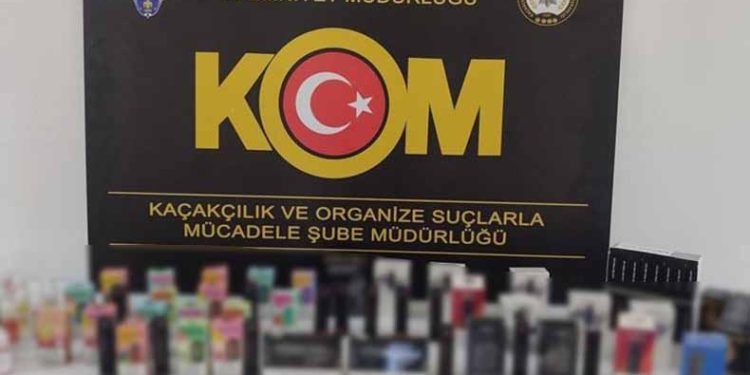 MÜDÜRLÜĞÜ
KOM
KAÇAKÇILIK VE ORGANİZE SUÇLARLA
MÜCADELE ŞUBE MÜDÜRLÜĞÜ